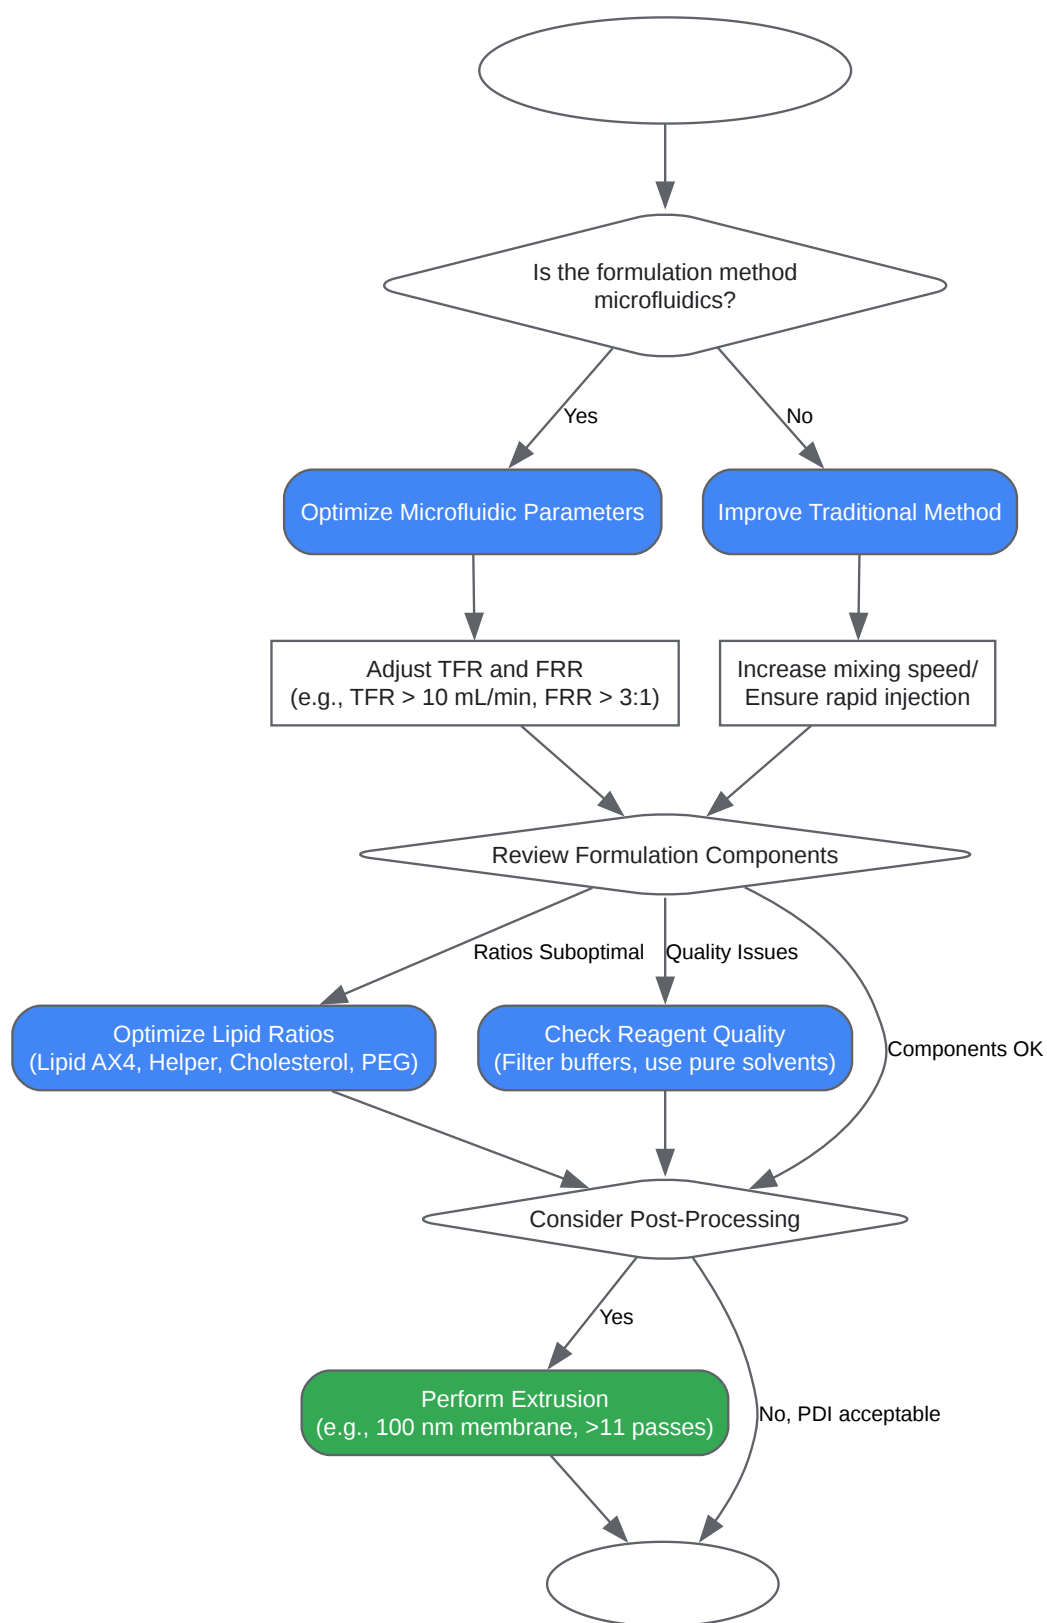 Is the formulation method
microfluidics?
Yes
No
Optimize Microfluidic Parameters
Improve Traditional Method
Adjust TFR and FRR
(e.g., TFR > 10 mL/min, FRR > 3:1)
Increase mixing speed/
Ensure rapid injection
Review Formulation Components
Ratios Suboptimal
Quality Issues
Components OK
Optimize Lipid Ratios
(Lipid AX4, Helper, Cholesterol, PEG)
Check Reagent Quality
(Filter buffers, use pure solvents)
Consider Post-Processing
Yes
No, PDI acceptable
Perform Extrusion
(e.g., 100 nm membrane, >11 passes)